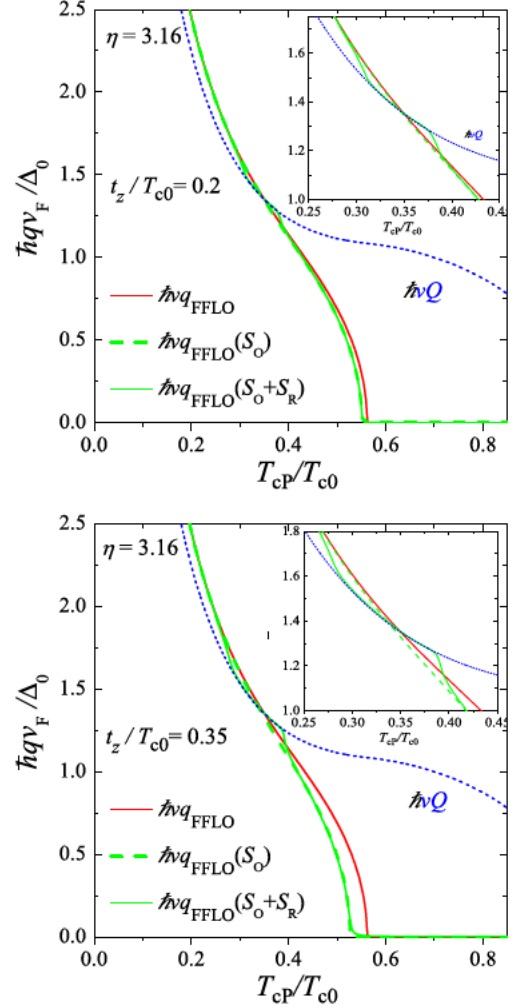 2.5
2.0
1.5
1.0
0.5
0.0
ℏqv_F /Δ_0
η = 3.16
t_z / T_c0 = 0.2
ℏvq_FFLO
ℏvq_FFLO(S_O)
ℏvq_FFLO(S_O+S_R)
ℏvQ
1.6
1.4
1.2
1.0
0.25 0.30 0.35 0.40 0.45
T_cP/T_c0
ℏvQ
0.0 0.2 0.4 0.6 0.8
T_cP/T_c0
2.5
2.0
1.5
1.0
0.5
0.0
ℏqv_F /Δ_0
η = 3.16
t_z / T_c0 = 0.35
ℏvq_FFLO
ℏvq_FFLO(S_O)
ℏvq_FFLO(S_O+S_R)
ℏvQ
1.8
1.6
1.4
1.2
1.0
0.25 0.30 0.35 0.40 0.45
T_cP/T_c0
0.0 0.2 0.4 0.6 0.8
T_cP/T_c0